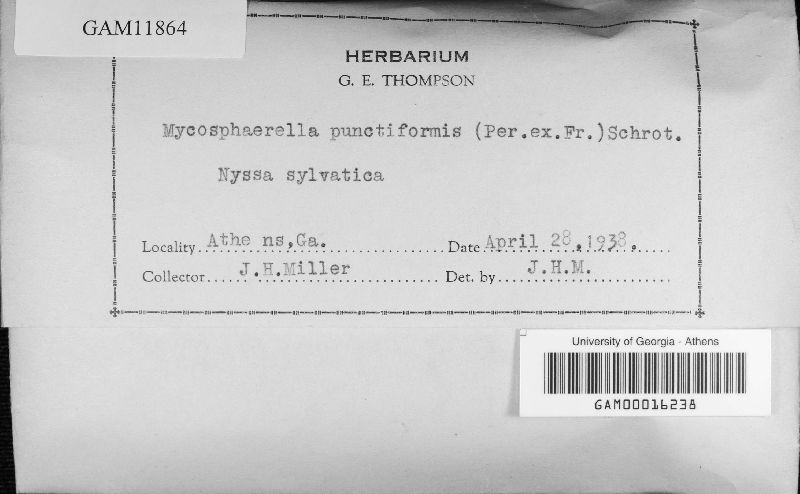 GAM11864
HERBARIUM
G. E. THOMPSON
Mycosphaerella punctiformis (Per.ex.Fr.)Schrot.
Nyssa sylvatica
Locality Athe ns,Ga. Date April 28,1938,
Collector J.H.Miller Det. by J.H.M.
University of Georgia - Athens
GAM00016238